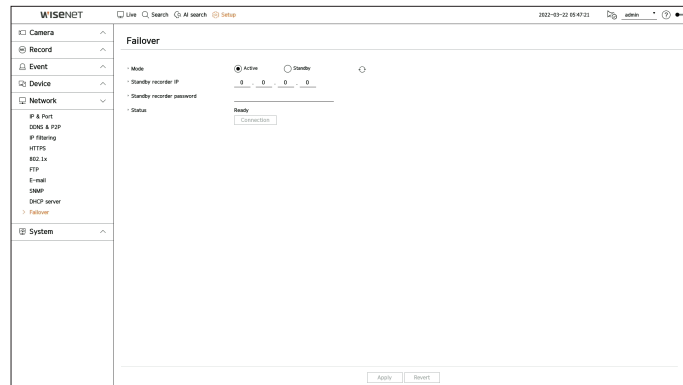 WISENET
Live Search AI search Setup
2022-03-22 05:47:21 admin
Camera
Record
Event
Device
Network
IP & Port
DDNS & P2P
IP filtering
HTTPS
802.1x
FTP
E-mail
SNMP
DHCP server
> Failover
System
Failover
Mode Active Standby
Standby recorder IP 0 . 0 . 0 . 0
Standby recorder password
Status Ready
Connection
Apply Revert